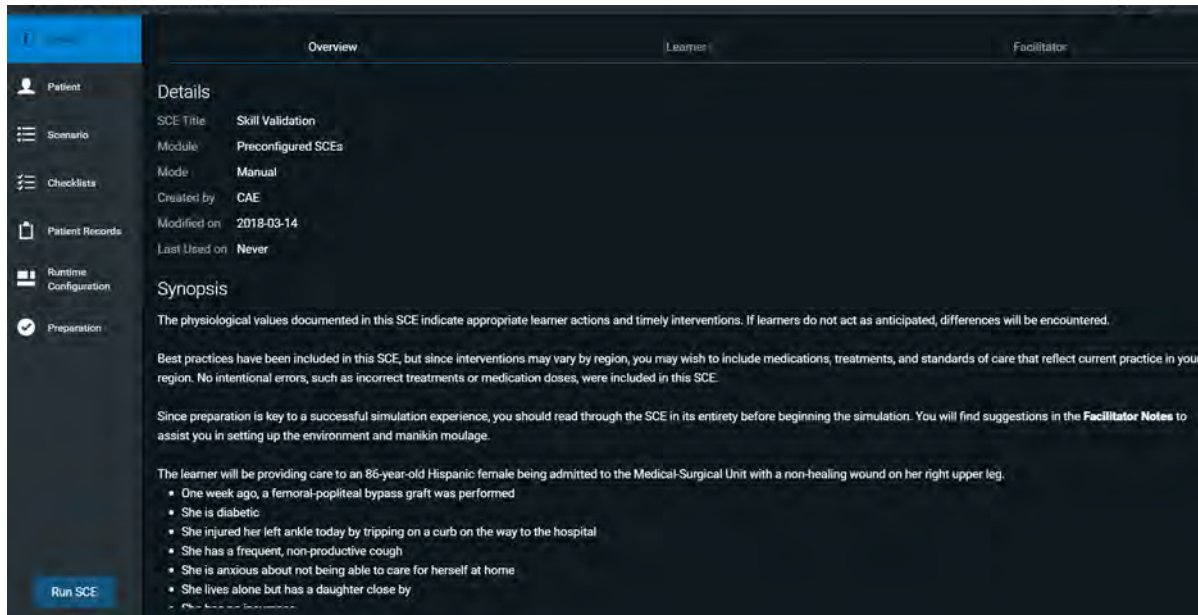 Overview
Learner
Facilitator
Patient
Scenario
Checklists
Patient Records
Runtime
Configuration
Preparation
Run SCE
Details
SCE Title Skill Validation
Module Preconfigured SCEs
Mode Manual
Created by CAE
Modified on 2018-03-14
Last Used on Never
Synopsis
The physiological values documented in this SCE indicate appropriate learner actions and timely interventions. If learners do not act as anticipated, differences will be encountered.
Best practices have been included in this SCE, but since interventions may vary by region, you may wish to include medications, treatments, and standards of care that reflect current practice in your
region. No intentional errors, such as incorrect treatments or medication doses, were included in this SCE.
Since preparation is key to a successful simulation experience, you should read through the SCE in its entirety before beginning the simulation. You will find suggestions in the Facilitator Notes to
assist you in setting up the environment and manikin moulage.
The learner will be providing care to an 86-year-old Hispanic female being admitted to the Medical-Surgical Unit with a non-healing wound on her right upper leg.
• One week ago, a femoral-popliteal bypass graft was performed
• She is diabetic
• She injured her left ankle today by tripping on a curb on the way to the hospital
• She has a frequent, non-productive cough
• She is anxious about not being able to care for herself at home
• She lives alone but has a daughter close by